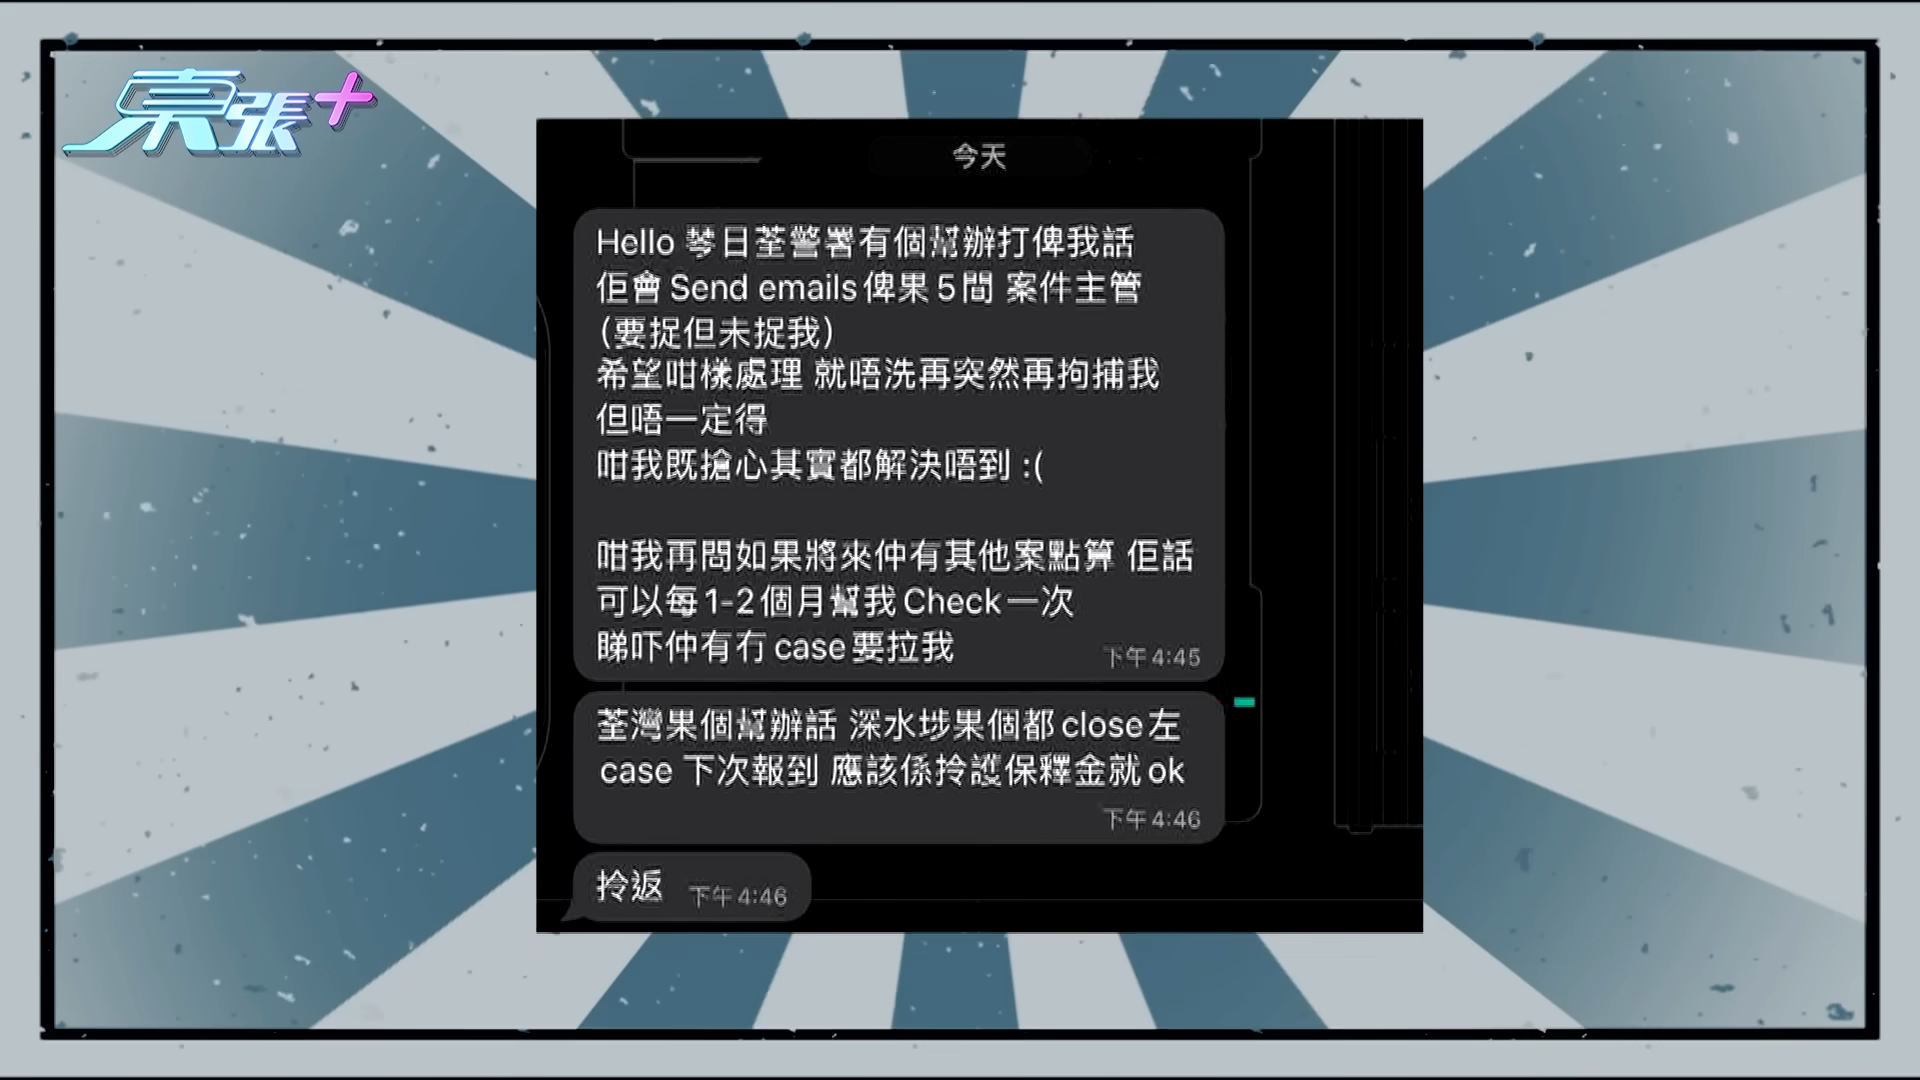 東張+
今天
Hello 琴日荃警署有個幫辦打俾我話
佢會 Send emails 俾果 5 間 案件主管
(要捉但未捉我)
希望咁樣處理 就唔洗再突然再拘捕我
但唔一定得
咁我既擔心其實都解決唔到 :(
咁我再問如果將來仲有其他案點算 佢話
可以每 1-2 個月幫我 Check 一次
睇吓仲有冇 case 要拉我
下午 4:45
荃灣果個幫辦話 深水埗果個都 close 左
case 下次報到 應該係拎護保釋金就 ok
下午 4:46
拎返
下午 4:46